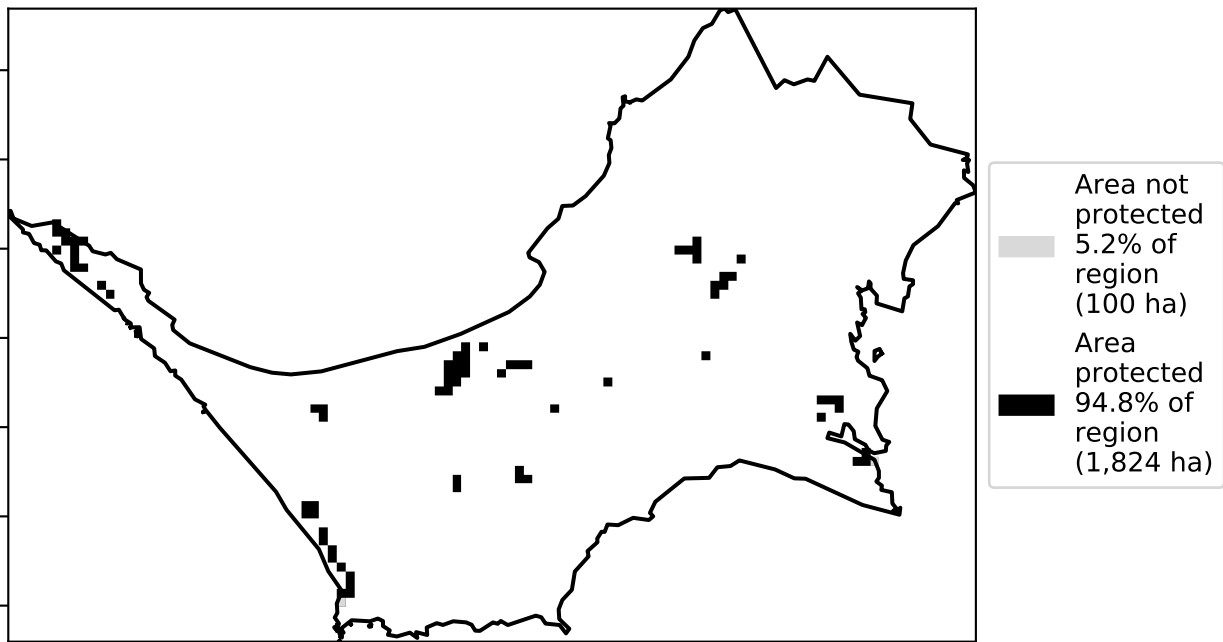 Area not
protected
5.2% of
region
(100 ha)
Area
protected
94.8% of
region
(1,824 ha)